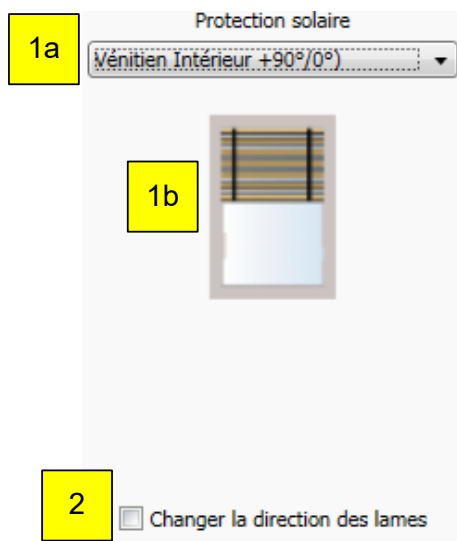 Protection solaire
1a
Vénitien Intérieur +90°/0°)
1b
2
Changer la direction des lames